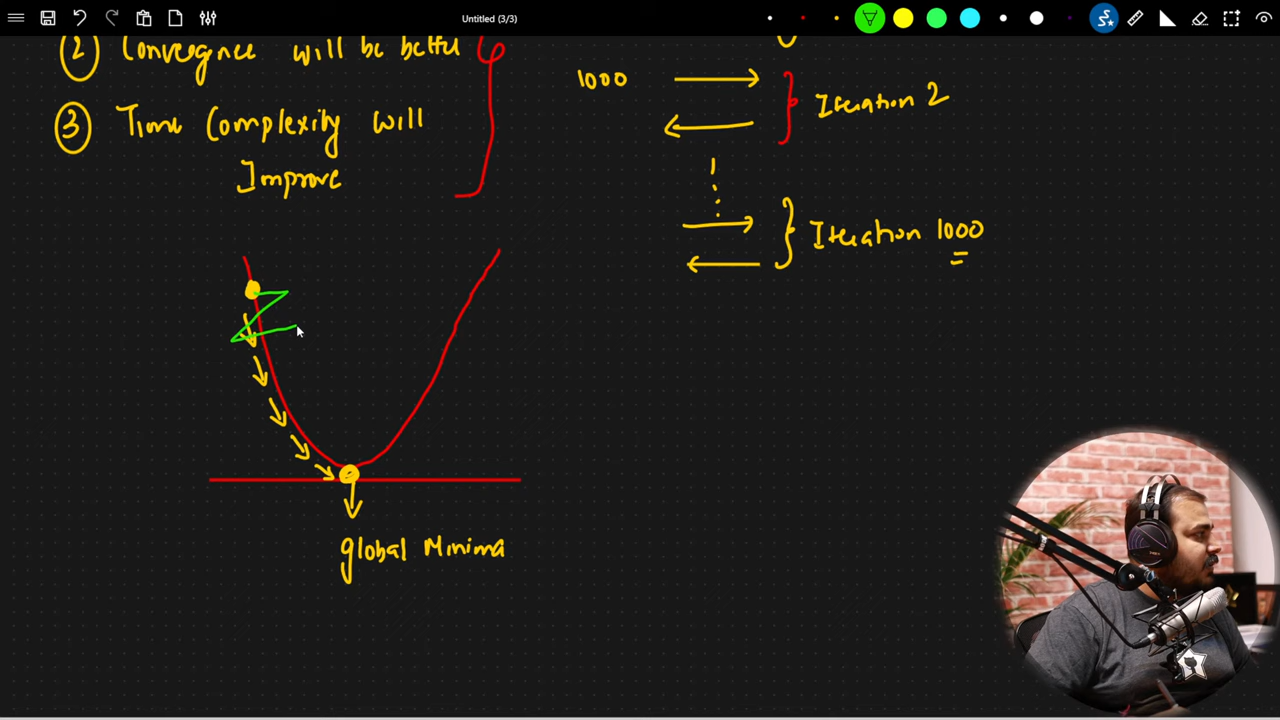 Untitled (3/3)
② Convergnce will be better
③ Time Complexity will
Improve
1000
Iteration 2
Iteration 1000
global Minima